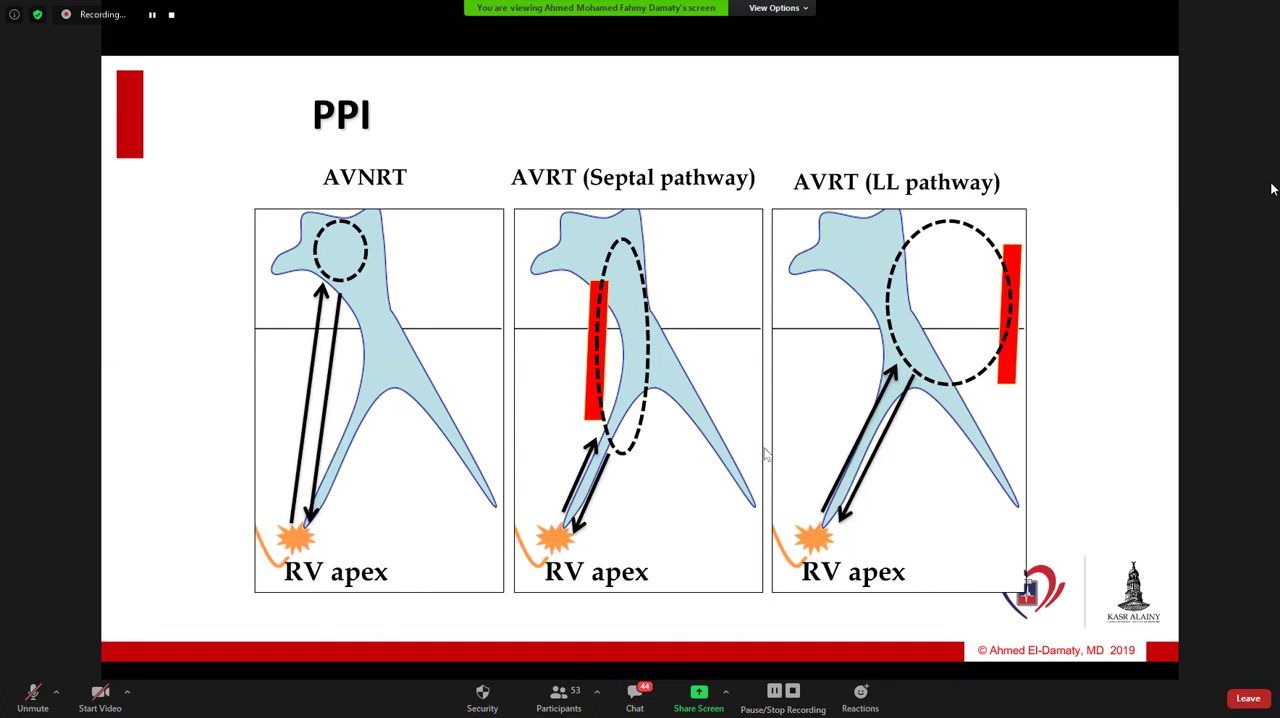 Recording...
You are viewing Ahmed Mohamed Fahmy Damaty's screen
View Options
PPI
AVNRT
AVRT (Septal pathway)
AVRT (LL pathway)
RV apex
RV apex
RV apex
KASR ALAINY
© Ahmed El-Damaty, MD 2019
Unmute
Start Video
Security
Participants
53
Chat
44
Share Screen
Pause/Stop Recording
Reactions
Leave